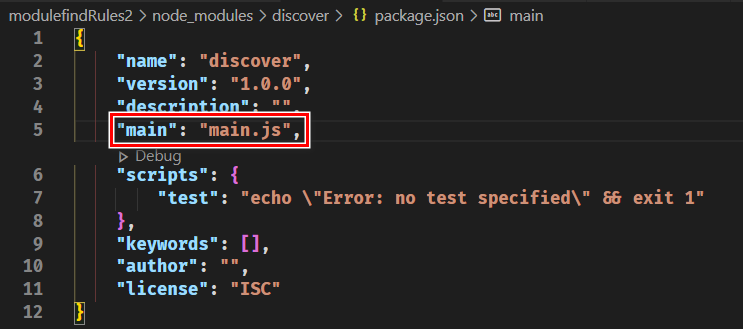 modulefindRules2 > node_modules > discover > {} package.json > abc main
1 {
2 "name": "discover",
3 "version": "1.0.0",
4 "description": "",
5 "main": "main.js",
Debug
6 "scripts": {
7 "test": "echo \"Error: no test specified\" && exit 1"
8 },
9 "keywords": [],
10 "author": "",
11 "license": "ISC"
12 }